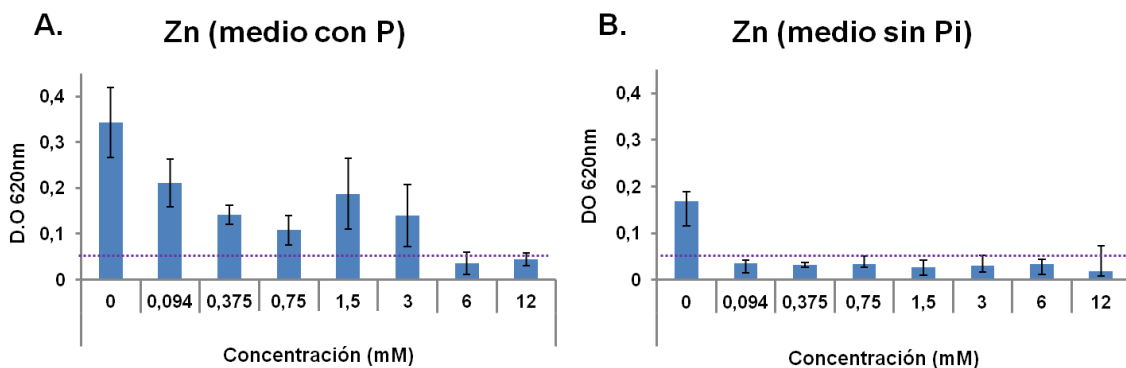 A.
Zn (medio con P)
D.O 620nm
0,4
0,3
0,2
0,1
0
0 0,094 0,375 0,75 1,5 3 6 12
Concentración (mM)
B.
Zn (medio sin Pi)
DO 620nm
0,4
0,3
0,2
0,1
0
0 0,094 0,375 0,75 1,5 3 6 12
Concentración (mM)